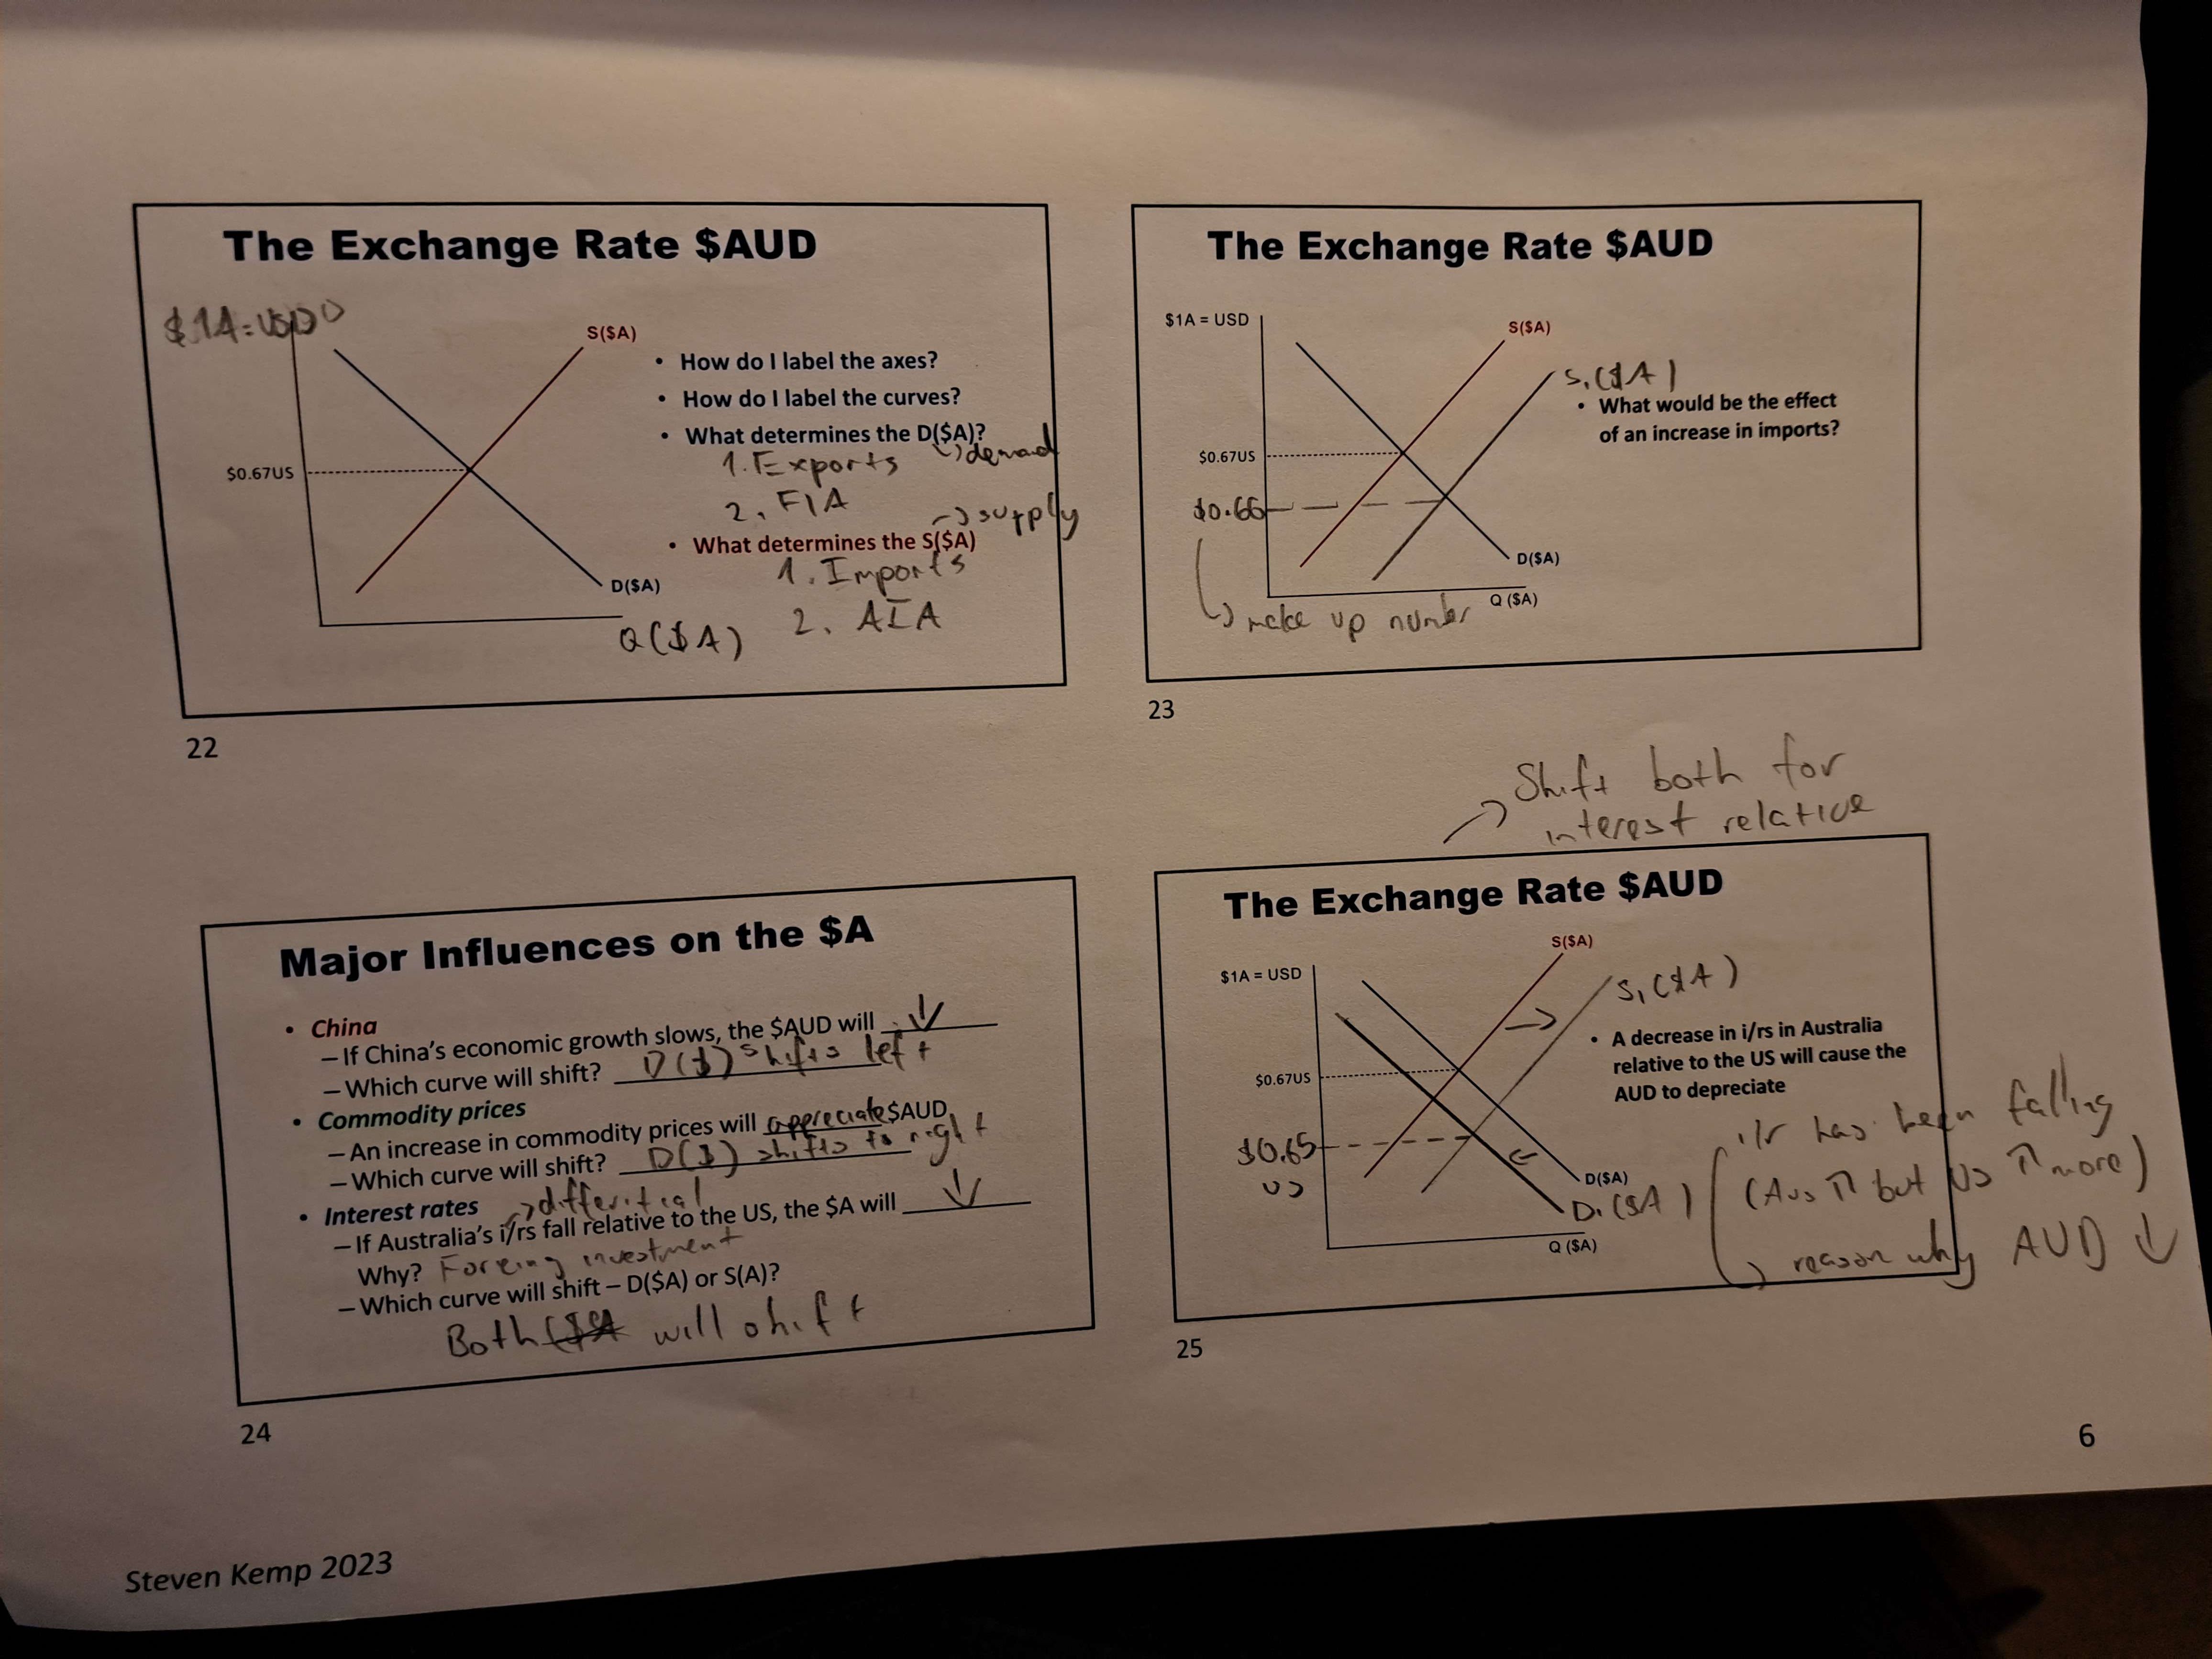 The Exchange Rate $AUD
$1A = USD
S($A)
• How do I label the axes?
• How do I label the curves?
• What determines the D($A)?
↳ demand
1. Exports
2. FIA
→ supply
• What determines the S($A)
1. Imports
2. AIA
$0.67US
D($A)
Q($A)
22
The Exchange Rate $AUD
$1A = USD
S($A)
S₁($A)
• What would be the effect
of an increase in imports?
$0.67US
$0.66
D($A)
Q ($A)
↳ make up number
23
Major Influences on the $A
• China
– If China's economic growth slows, the $AUD will ↓
– Which curve will shift? D($) shifts left
• Commodity prices
– An increase in commodity prices will appreciate $AUD
– Which curve will shift? D($) shifts to right
• Interest rates → differitial
– If Australia's i/rs fall relative to the US, the $A will ↓
Why? Foreing investment
– Which curve will shift – D($A) or S(A)?
Both will shift
24
→ Shift both for
interest relative
The Exchange Rate $AUD
$1A = USD
S($A)
S₁($A)
• A decrease in i/rs in Australia
relative to the US will cause the
AUD to depreciate
$0.67US
$0.65
US
D($A)
D₁($A)
Q ($A)
i/r has been falling
(Aus ↑ but US ↑ more)
↳ reason why AUD ↓
25
6
Steven Kemp 2023